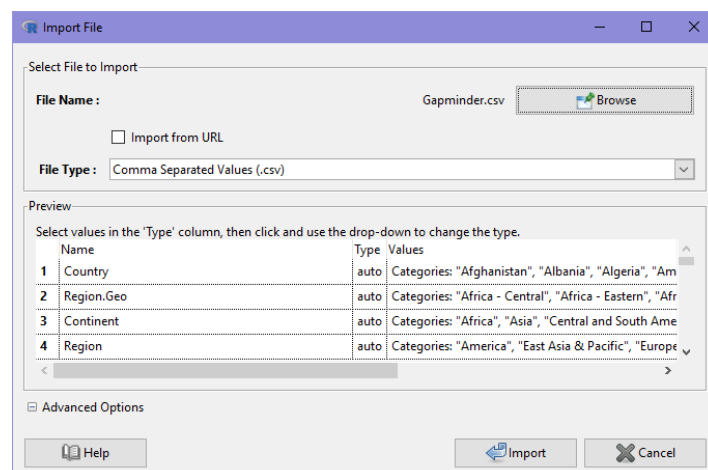 Import File
Select File to Import
File Name : Gapminder.csv Browse
Import from URL
File Type : Comma Separated Values (.csv)
Preview
Select values in the 'Type' column, then click and use the drop-down to change the type.
Name Type Values
1 Country auto Categories: "Afghanistan", "Albania", "Algeria", "Am
2 Region.Geo auto Categories: "Africa - Central", "Africa - Eastern", "Afr
3 Continent auto Categories: "Africa", "Asia", "Central and South Ame
4 Region auto Categories: "America", "East Asia & Pacific", "Europe
Advanced Options
Help Import Cancel